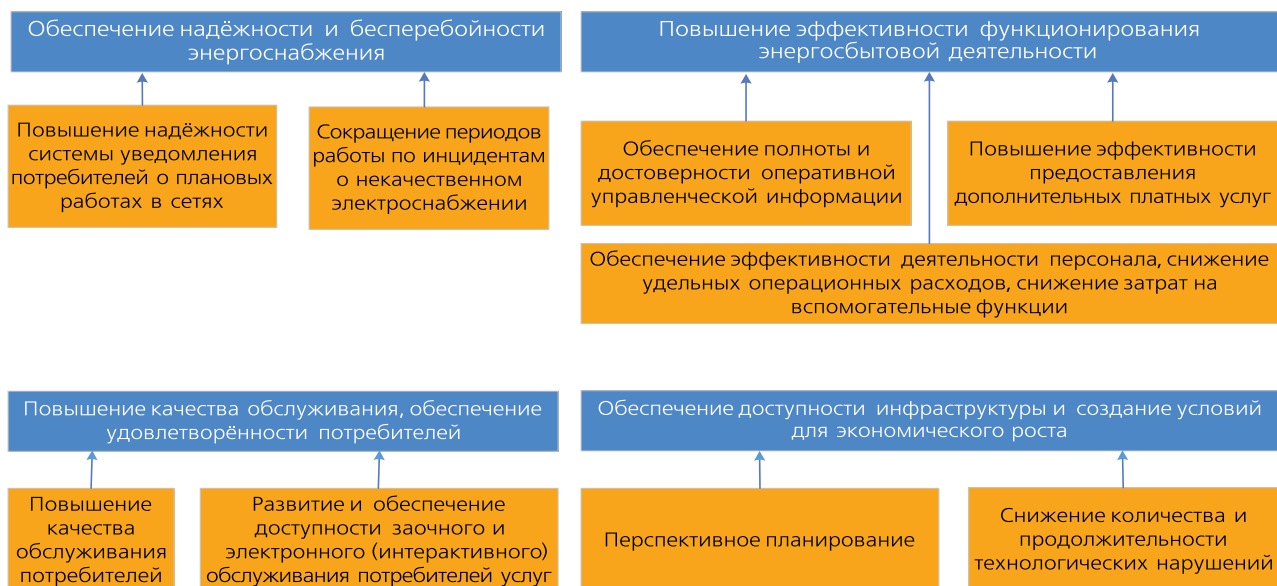 Обеспечение надёжности и бесперебойности
энергоснабжения
Повышение надёжности
системы уведомления
потребителей о плановых
работах в сетях
Сокращение периодов
работы по инцидентам
о некачественном
электроснабжении
Повышение эффективности функционирования
энергосбытовой деятельности
Обеспечение полноты и
достоверности оперативной
управленческой информации
Повышение эффективности
предоставления
дополнительных платных услуг
Обеспечение эффективности деятельности персонала, снижение
удельных операционных расходов, снижение затрат на
вспомогательные функции
Повышение качества обслуживания, обеспечение
удовлетворённости потребителей
Повышение
качества
обслуживания
потребителей
Развитие и обеспечение
доступности заочного и
электронного (интерактивного)
обслуживания потребителей услуг
Обеспечение доступности инфраструктуры и создание условий
для экономического роста
Перспективное планирование
Снижение количества и
продолжительности
технологических нарушений